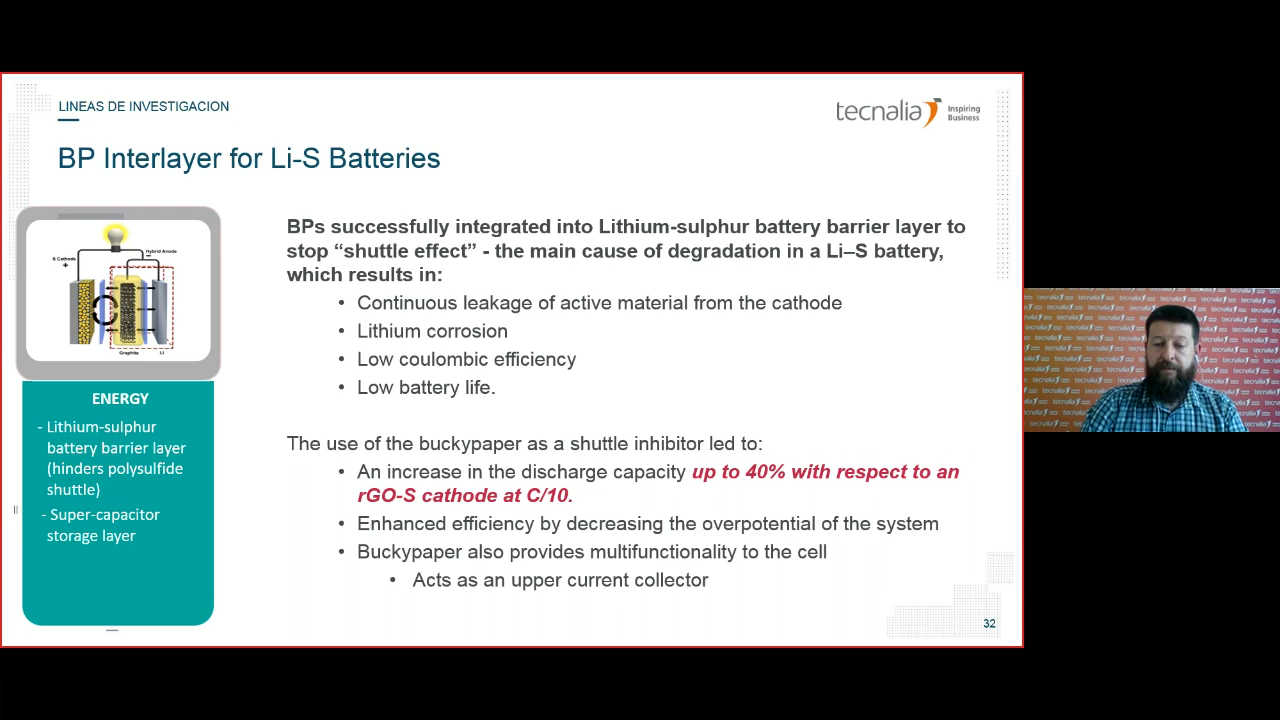 LINEAS DE INVESTIGACION
tecnalia Inspiring
Business
BP Interlayer for Li-S Batteries
S Cathode
+
Hybrid Anode
Graphite
Li
ENERGY
- Lithium-sulphur
battery barrier layer
(hinders polysulfide
shuttle)
- Super-capacitor
storage layer
BPs successfully integrated into Lithium-sulphur battery barrier layer to
stop “shuttle effect” - the main cause of degradation in a Li–S battery,
which results in:
• Continuous leakage of active material from the cathode
• Lithium corrosion
• Low coulombic efficiency
• Low battery life.
The use of the buckypaper as a shuttle inhibitor led to:
• An increase in the discharge capacity up to 40% with respect to an
rGO-S cathode at C/10.
• Enhanced efficiency by decreasing the overpotential of the system
• Buckypaper also provides multifunctionality to the cell
• Acts as an upper current collector
32